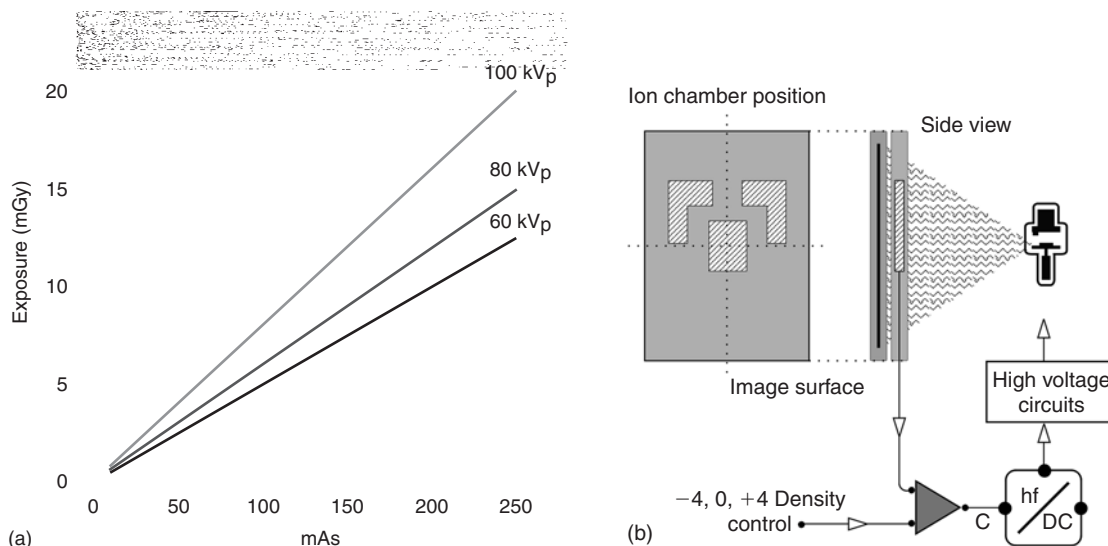 100 kVp
80 kVp
60 kVp
20
15
10
5
0
Exposure (mGy)
0 50 100 150 200 250
mAs
(a)
Ion chamber position
Side view
Image surface
High voltage
circuits
−4, 0, +4 Density
control
C
hf
DC
(b)